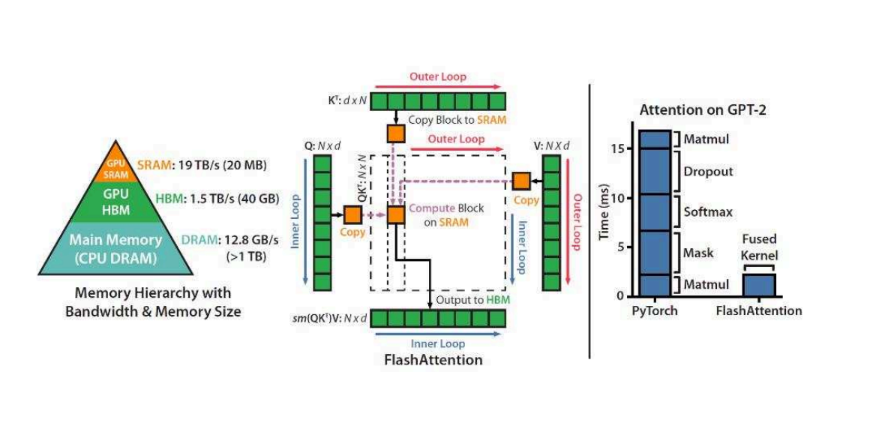 GPU
SRAM
SRAM: 19 TB/s (20 MB)
GPU
HBM
HBM: 1.5 TB/s (40 GB)
Main Memory
(CPU DRAM)
DRAM: 12.8 GB/s
(>1 TB)
Memory Hierarchy with
Bandwidth & Memory Size
Outer Loop
Kᵀ: d x N
Copy Block to SRAM
Outer Loop
Q: N x d
V: N X d
QKᵀ: N x N
Inner Loop
Copy
Compute Block
on SRAM
Copy
Outer Loop
Inner Loop
Output to HBM
sm(QKᵀ)V: N x d
Inner Loop
FlashAttention
Attention on GPT-2
Time (ms)
15
10
5
0
Matmul
Dropout
Softmax
Mask
Matmul
Fused
Kernel
PyTorch
FlashAttention